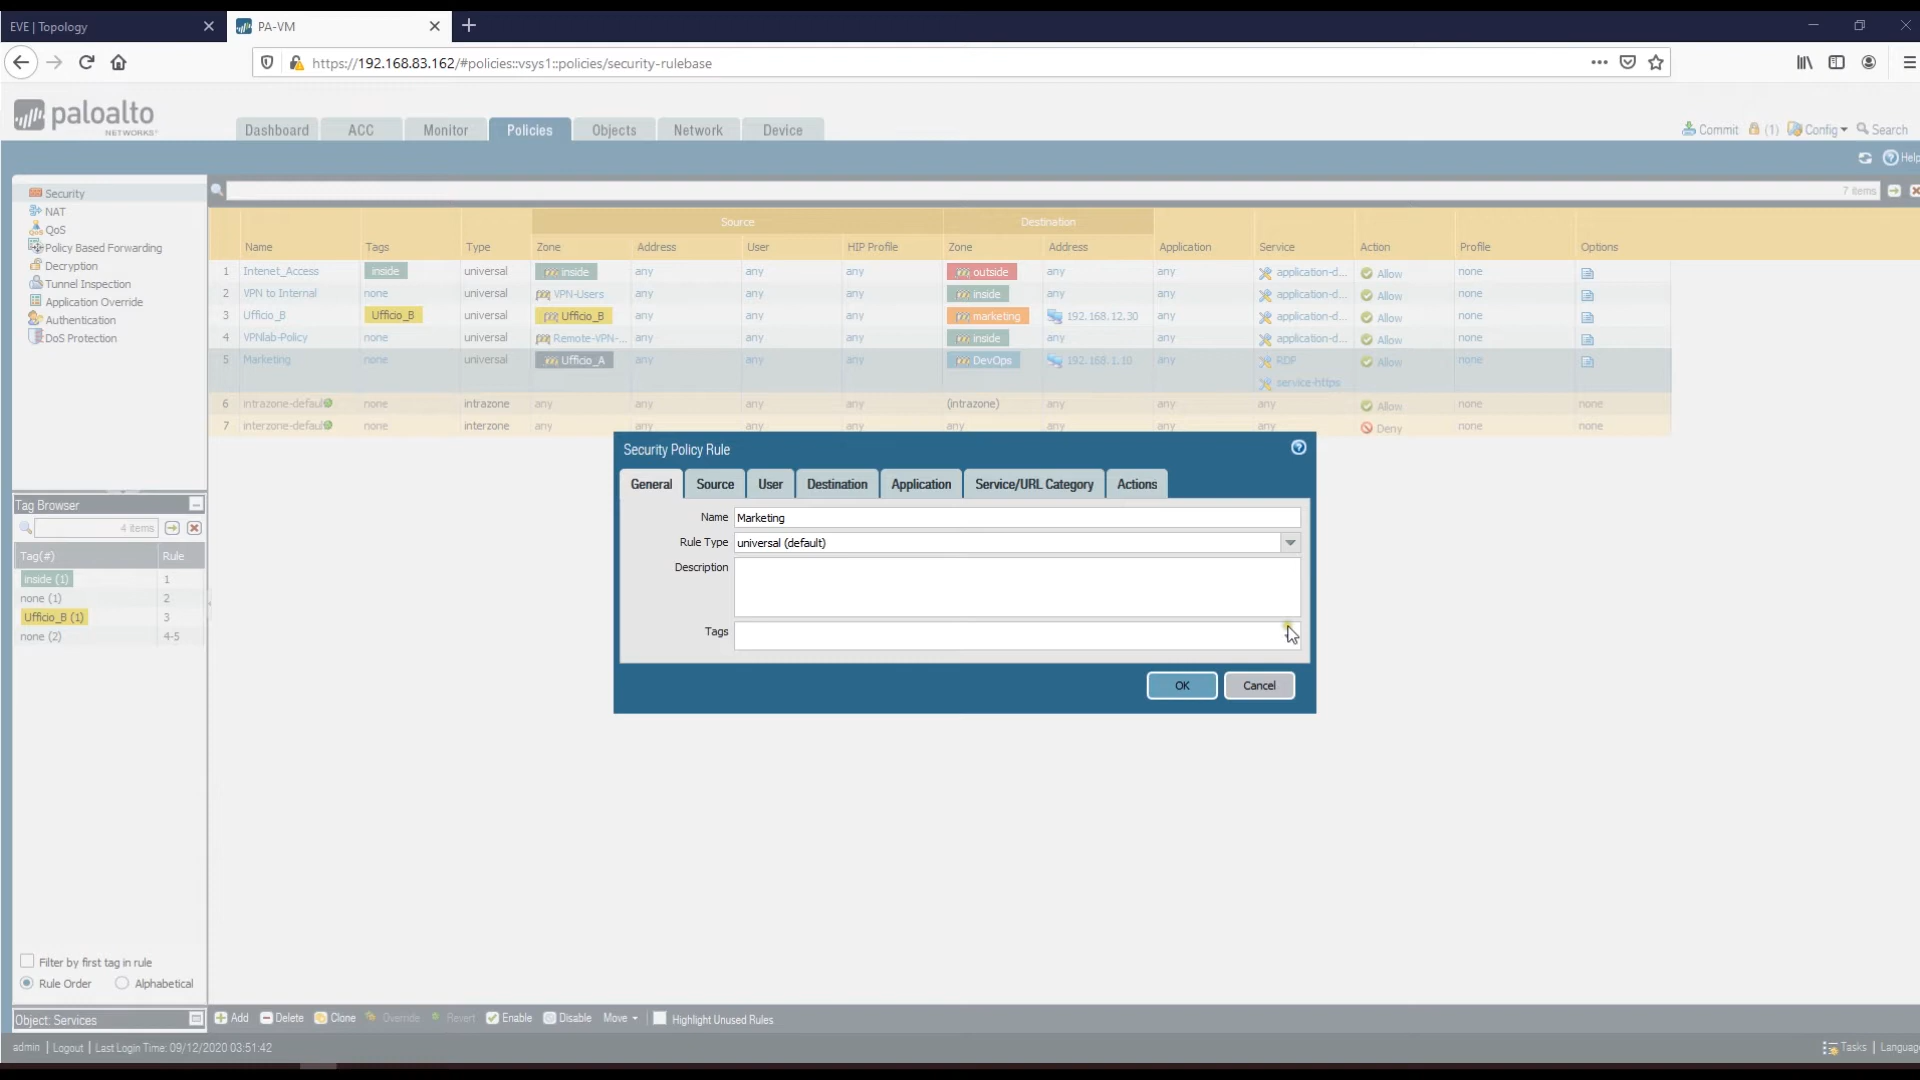 EVE | Topology
PA-VM
https://192.168.83.162/#policies::vsys1::policies/security-rulebase
paloalto
NETWORKS
Dashboard ACC Monitor Policies Objects Network Device
Commit (1) Config Search
Help
Security
NAT
QoS
Policy Based Forwarding
Decryption
Tunnel Inspection
Application Override
Authentication
DoS Protection
7 items
Source Destination
Name Tags Type Zone Address User HIP Profile Zone Address Application Service Action Profile Options
1 Intenet_Access inside universal inside any any any outside any any application-d... Allow none
2 VPN to Internal none universal VPN-Users any any any inside any any application-d... Allow none
3 Ufficio_B Ufficio_B universal Ufficio_B any any any marketing 192.168.12.30 any application-d... Allow none
4 VPNlab-Policy none universal Remote-VPN-... any any any inside any any application-d... Allow none
5 Marketing none universal Ufficio_A any any any DevOps 192.168.1.10 any RDP Allow none
service-https
6 intrazone-default none intrazone any any any any (intrazone) any any any Allow none none
7 interzone-default none interzone any any any any any any any any Deny none none
Security Policy Rule
General Source User Destination Application Service/URL Category Actions
Name Marketing
Rule Type universal (default)
Description
Tags
OK Cancel
Tag Browser
4 items
Tag(#) Rule
inside (1) 1
none (1) 2
Ufficio_B (1) 3
none (2) 4-5
Filter by first tag in rule
Rule Order Alphabetical
Object: Services
Add Delete Clone Override Revert Enable Disable Move Highlight Unused Rules
admin | Logout | Last Login Time: 09/12/2020 03:51:42
Tasks | Language